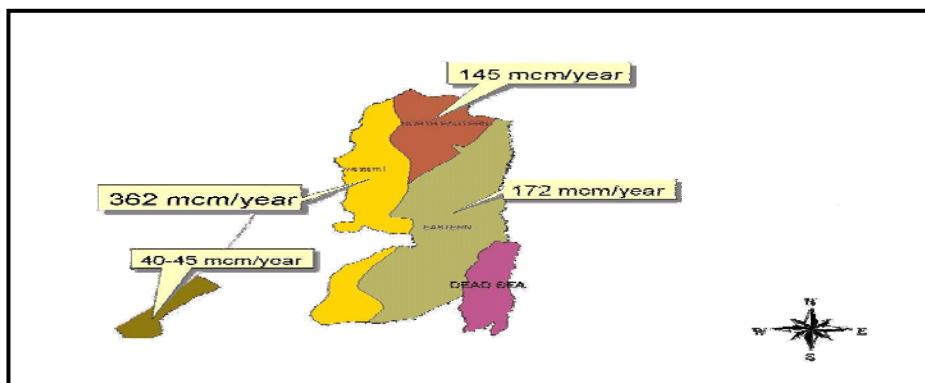 145 mcm/year
NORTH EASTERN
western
362 mcm/year
172 mcm/year
EASTERN
40-45 mcm/year
DEAD SEA
N
W E
S